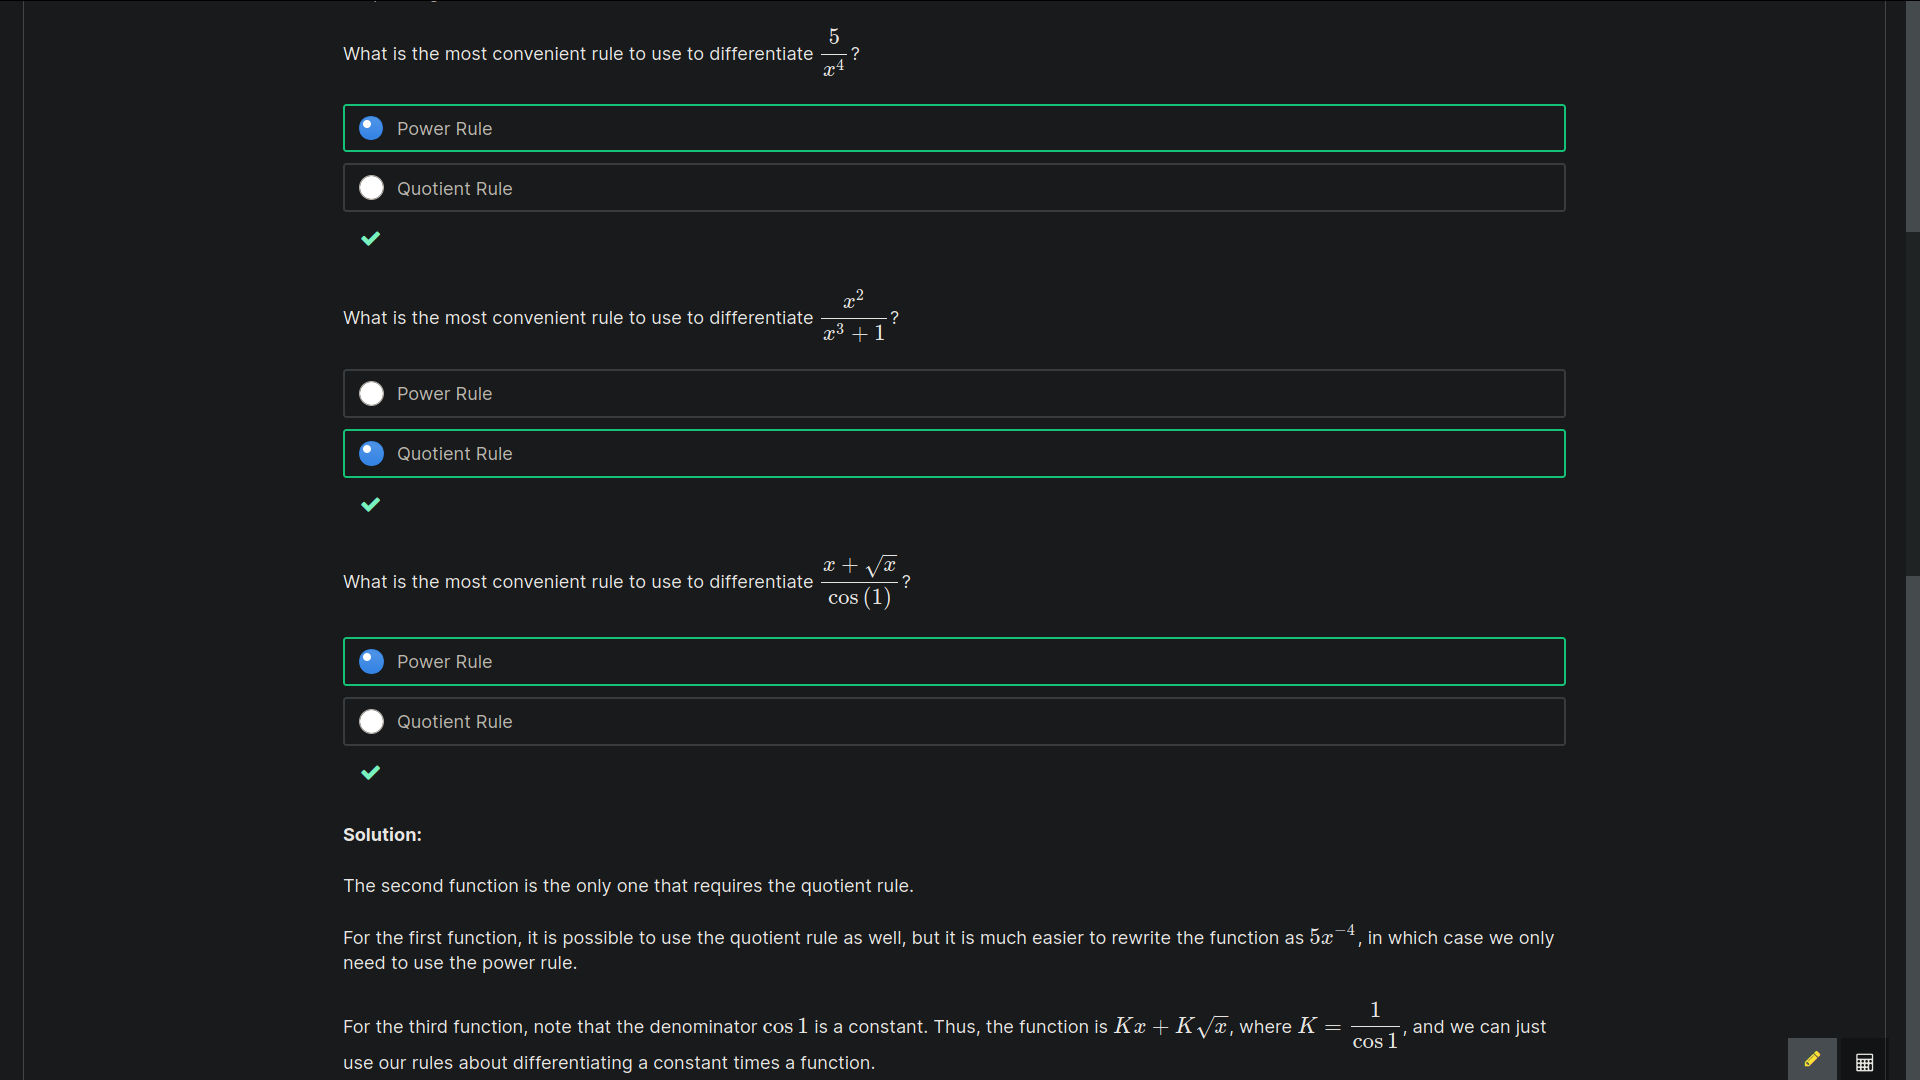 What is the most convenient rule to use to differentiate 5/x^4?
Power Rule
Quotient Rule
What is the most convenient rule to use to differentiate x^2/(x^3 + 1)?
Power Rule
Quotient Rule
What is the most convenient rule to use to differentiate (x + √x)/cos (1)?
Power Rule
Quotient Rule
Solution:
The second function is the only one that requires the quotient rule.
For the first function, it is possible to use the quotient rule as well, but it is much easier to rewrite the function as 5x^−4, in which case we only
need to use the power rule.
For the third function, note that the denominator cos 1 is a constant. Thus, the function is Kx + K√x, where K = 1/cos 1, and we can just
use our rules about differentiating a constant times a function.